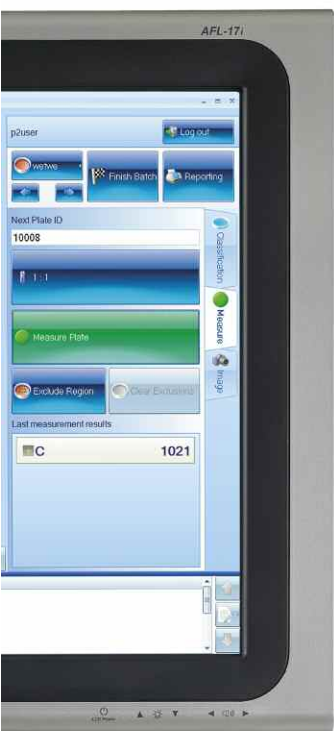 AFL-17i
p2user
Log out
wetwe
Finish Batch
Reporting
Next Plate ID
10008
1:1
Measure Plate
Exclude Region
Clear Exclusions
Last measurement results
C 1021
Classification
Measure
Image